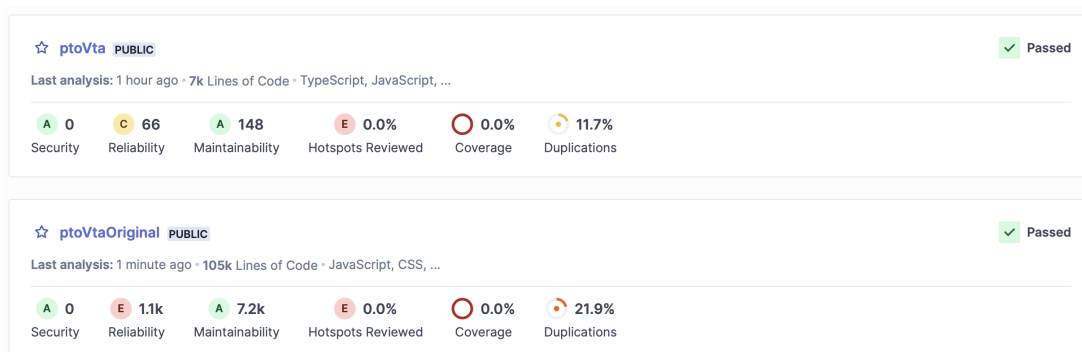 ptoVta PUBLIC Passed
Last analysis: 1 hour ago • 7k Lines of Code • TypeScript, JavaScript, ...
A 0 C 66 A 148 E 0.0% 0.0% 11.7%
Security Reliability Maintainability Hotspots Reviewed Coverage Duplications
ptoVtaOriginal PUBLIC Passed
Last analysis: 1 minute ago • 105k Lines of Code • JavaScript, CSS, ...
A 0 E 1.1k A 7.2k E 0.0% 0.0% 21.9%
Security Reliability Maintainability Hotspots Reviewed Coverage Duplications